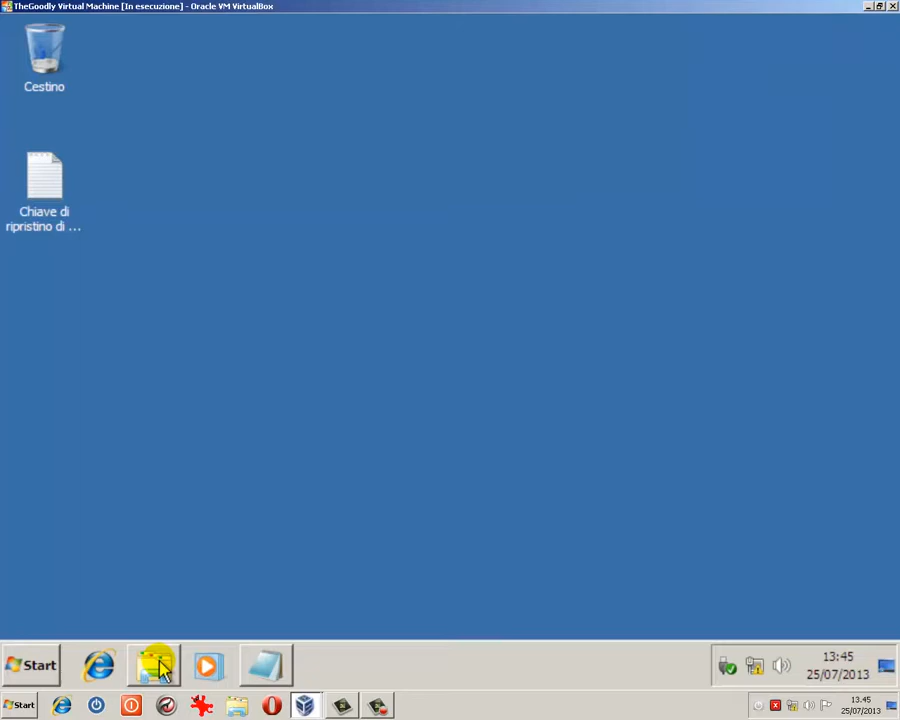 TheGoodly Virtual Machine [In esecuzione] - Oracle VM VirtualBox
Cestino
Chiave di
ripristino di ...
Start
13:45
25/07/2013
Start
13.45
25/07/2013